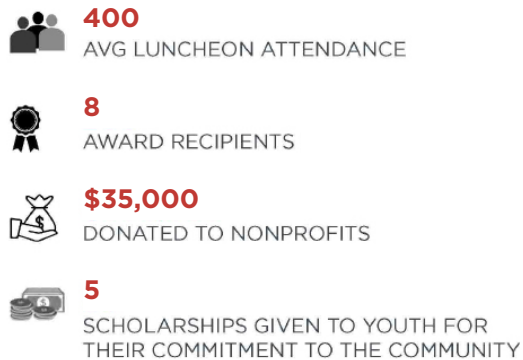 400
AVG LUNCHEON ATTENDANCE
8
AWARD RECIPIENTS
$35,000
DONATED TO NONPROFITS
5
SCHOLARSHIPS GIVEN TO YOUTH FOR
THEIR COMMITMENT TO THE COMMUNITY